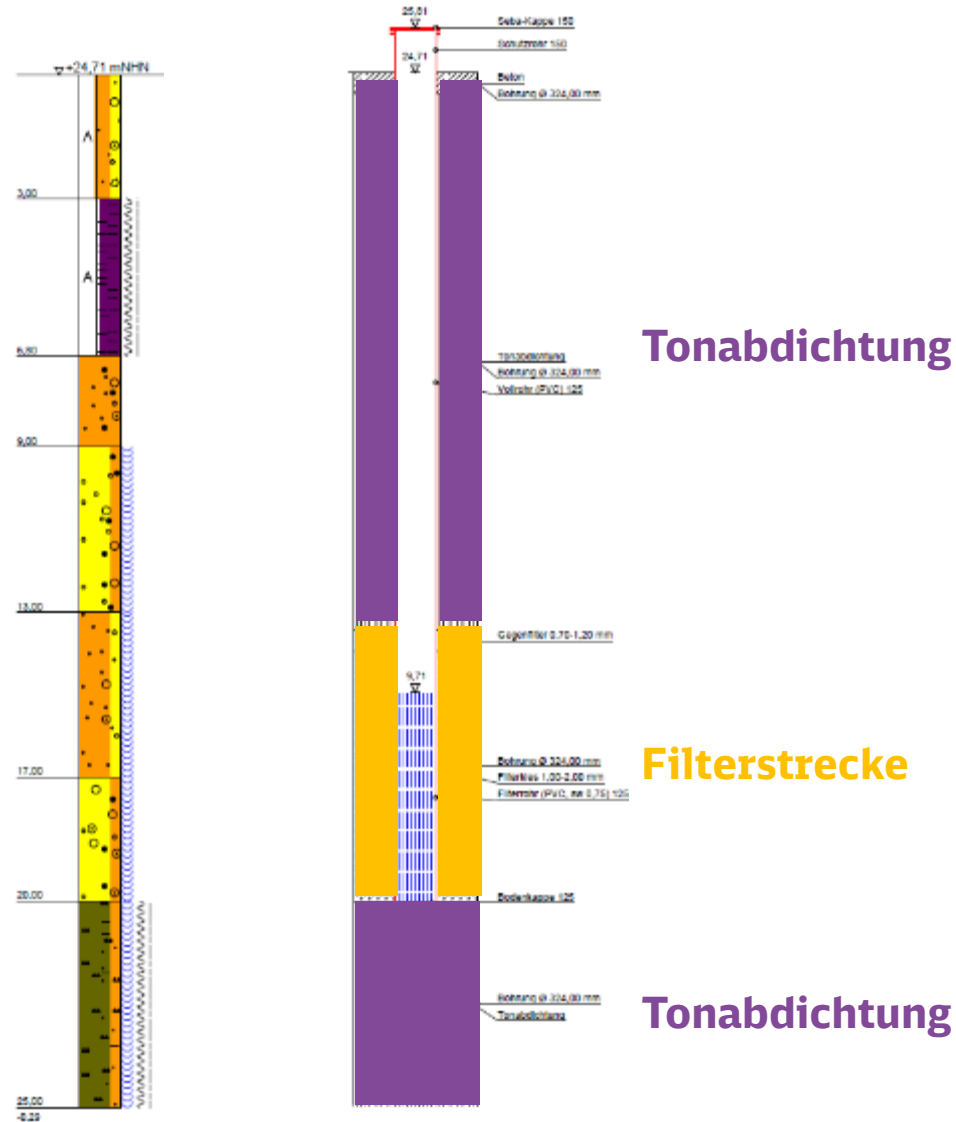 25,81
Seba-Kappe 150
Schutzrohr 150
+24,71 mNHN
24,71
Beton
Bohrung Ø 324,00 mm
A
3,00
A
6,80
Tonabdichtung
Tonabdichtung
Bohrung Ø 324,00 mm
Vollrohr (PVC) 125
9,00
13,00
Gegenfilter 0,70-1,20 mm
9,71
Filterstrecke
Bohrung Ø 324,00 mm
17,00
Filterkies 1,00-2,00 mm
Filterrohr (PVC, sw 0,75) 125
20,00
Bodenkappe 125
Bohrung Ø 324,00 mm
Tonabdichtung
Tonabdichtung
25,00
-0,29